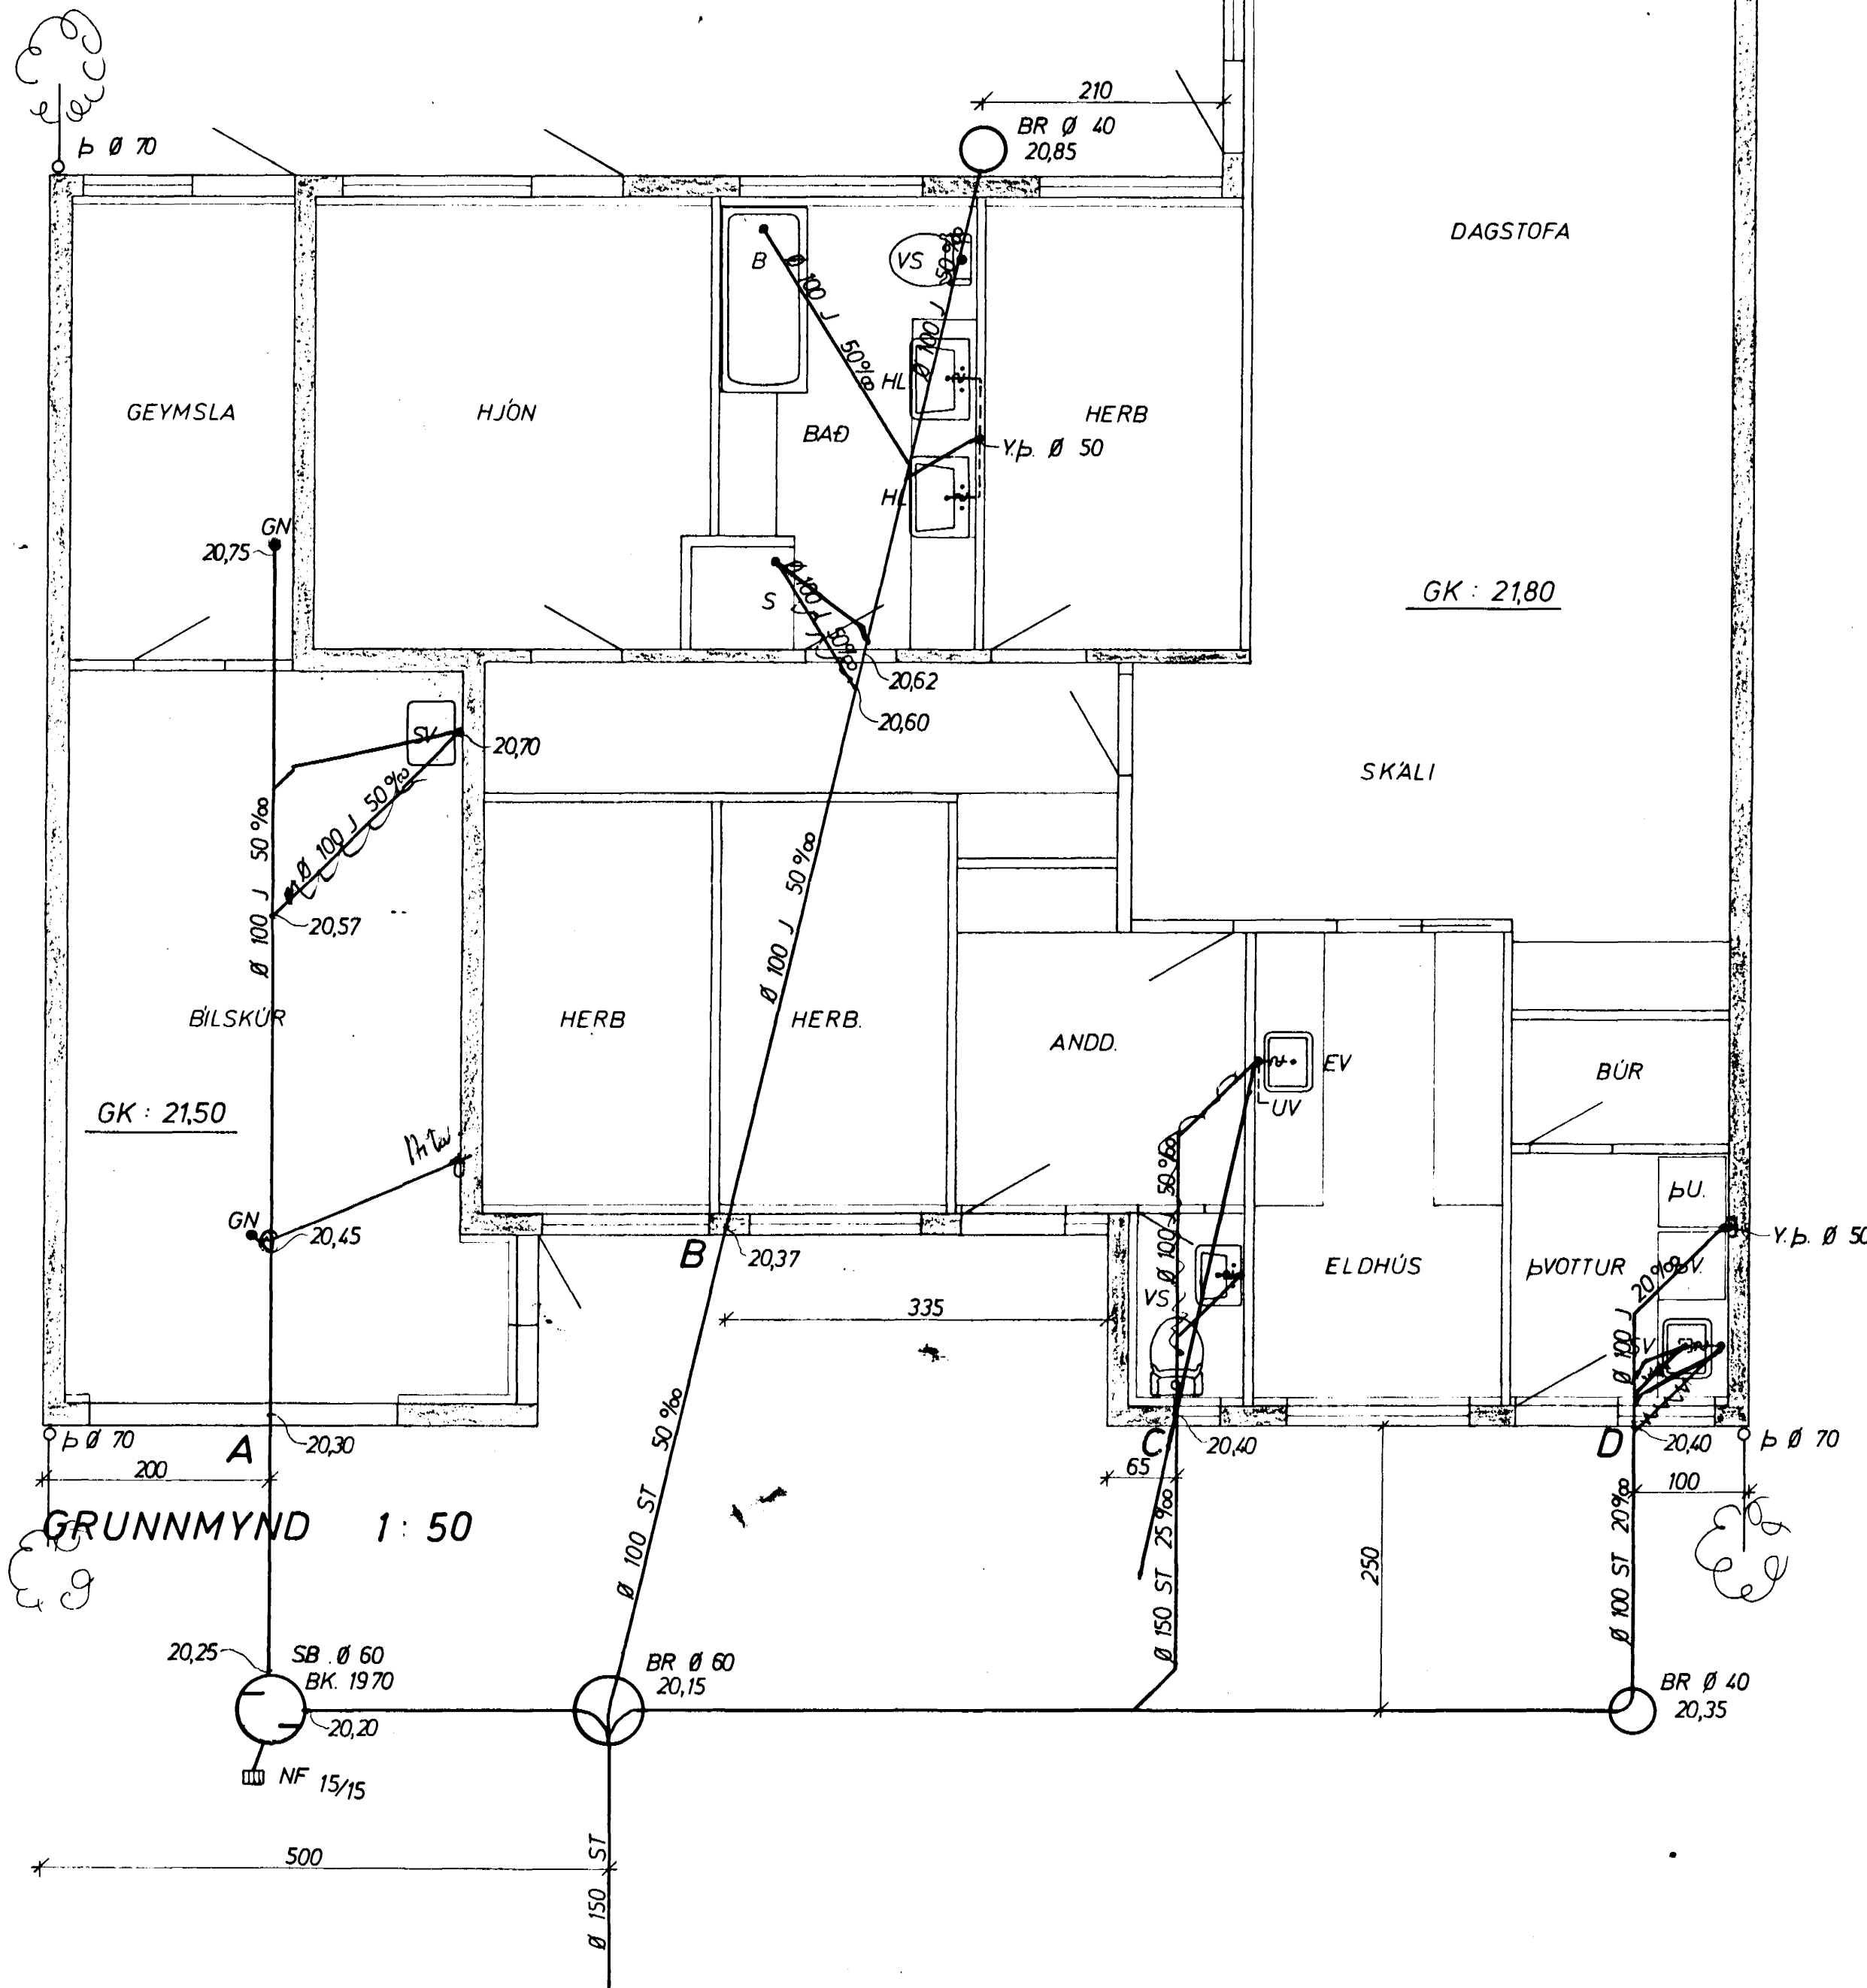 210
BR Ø 40
20,85
Þ Ø 70
DAGSTOFA
B
VS
Ø 100 J 50‰
Ø 100 J 50‰
HL
GEYMSLA
HJÓN
BAÐ
HERB
Y.Þ. Ø 50
HL
GN
20,75
S
Ø 100 J 50‰
GK : 21,80
20,62
20,60
SV
20,70
SKÁLI
Ø 100 J 50‰
Ø 100 J 50‰
20,57
Ø 100 J 50‰
BÍLSKÚR
HERB
HERB.
ANDD.
EV
UV
BÚR
GK : 21,50
GN
20,45
B
20,37
Ø 100 J 50‰
VS
ELDHÚS
ÞVOTTUR
ÞU.
ÞV.
Y.Þ. Ø 50
Ø 100 J 20‰
SV
335
Þ Ø 70
A
20,30
200
C
20,40
65
D
20,40
Þ Ø 70
100
GRUNNMYND 1 : 50
Ø 100 ST 50‰
Ø 150 ST 25‰
250
Ø 100 ST 20‰
20,25
SB. Ø 60
BK. 1970
20,20
BR Ø 60
20,15
BR Ø 40
20,35
NF 15/15
500
Ø 150 ST